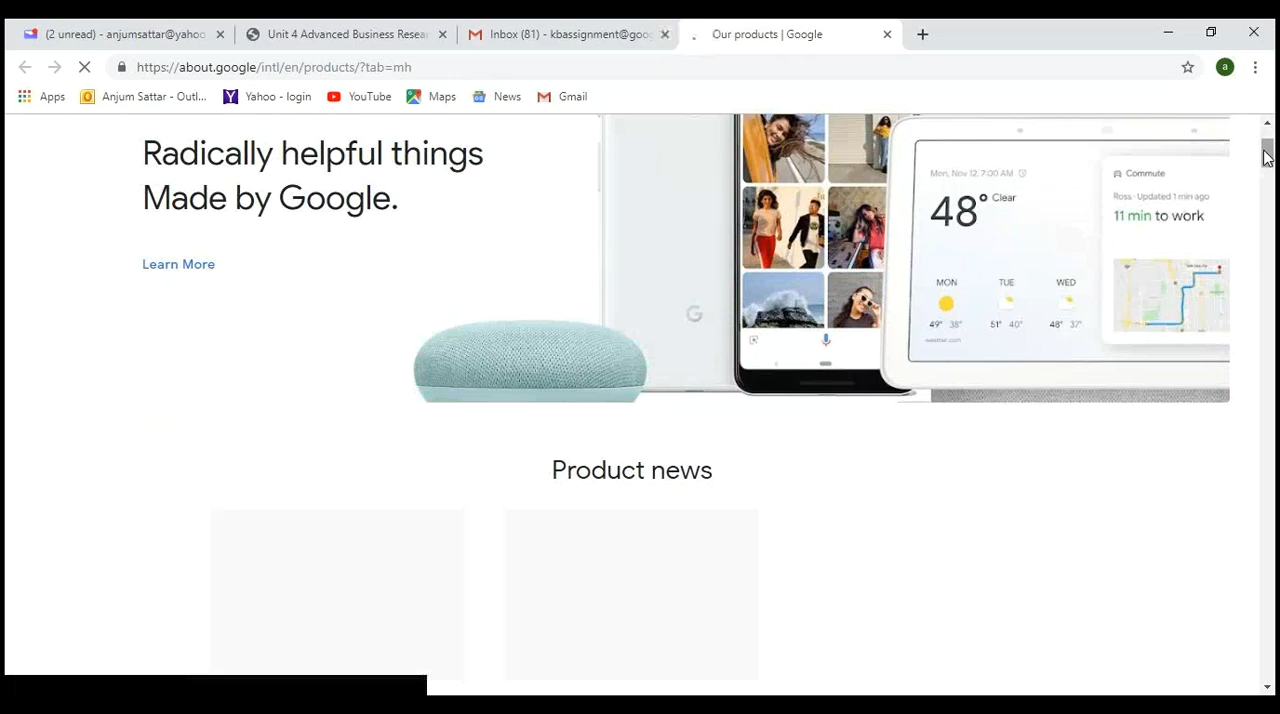 (2 unread) - anjumsattar@yahoo
Unit 4 Advanced Business Resea
Inbox (81) - kbassignment@goo
Our products | Google
https://about.google/intl/en/products/?tab=mh
a
Apps
Anjum Sattar - Outl...
Yahoo - login
YouTube
Maps
News
Gmail
Radically helpful things
Made by Google.
Learn More
Mon, Nov 12, 7:00 AM
48° Clear
Commute
Ross · Updated 1 min ago
11 min to work
MON TUE WED
49° 38° 51° 40° 48° 37°
weather.com
G
Product news